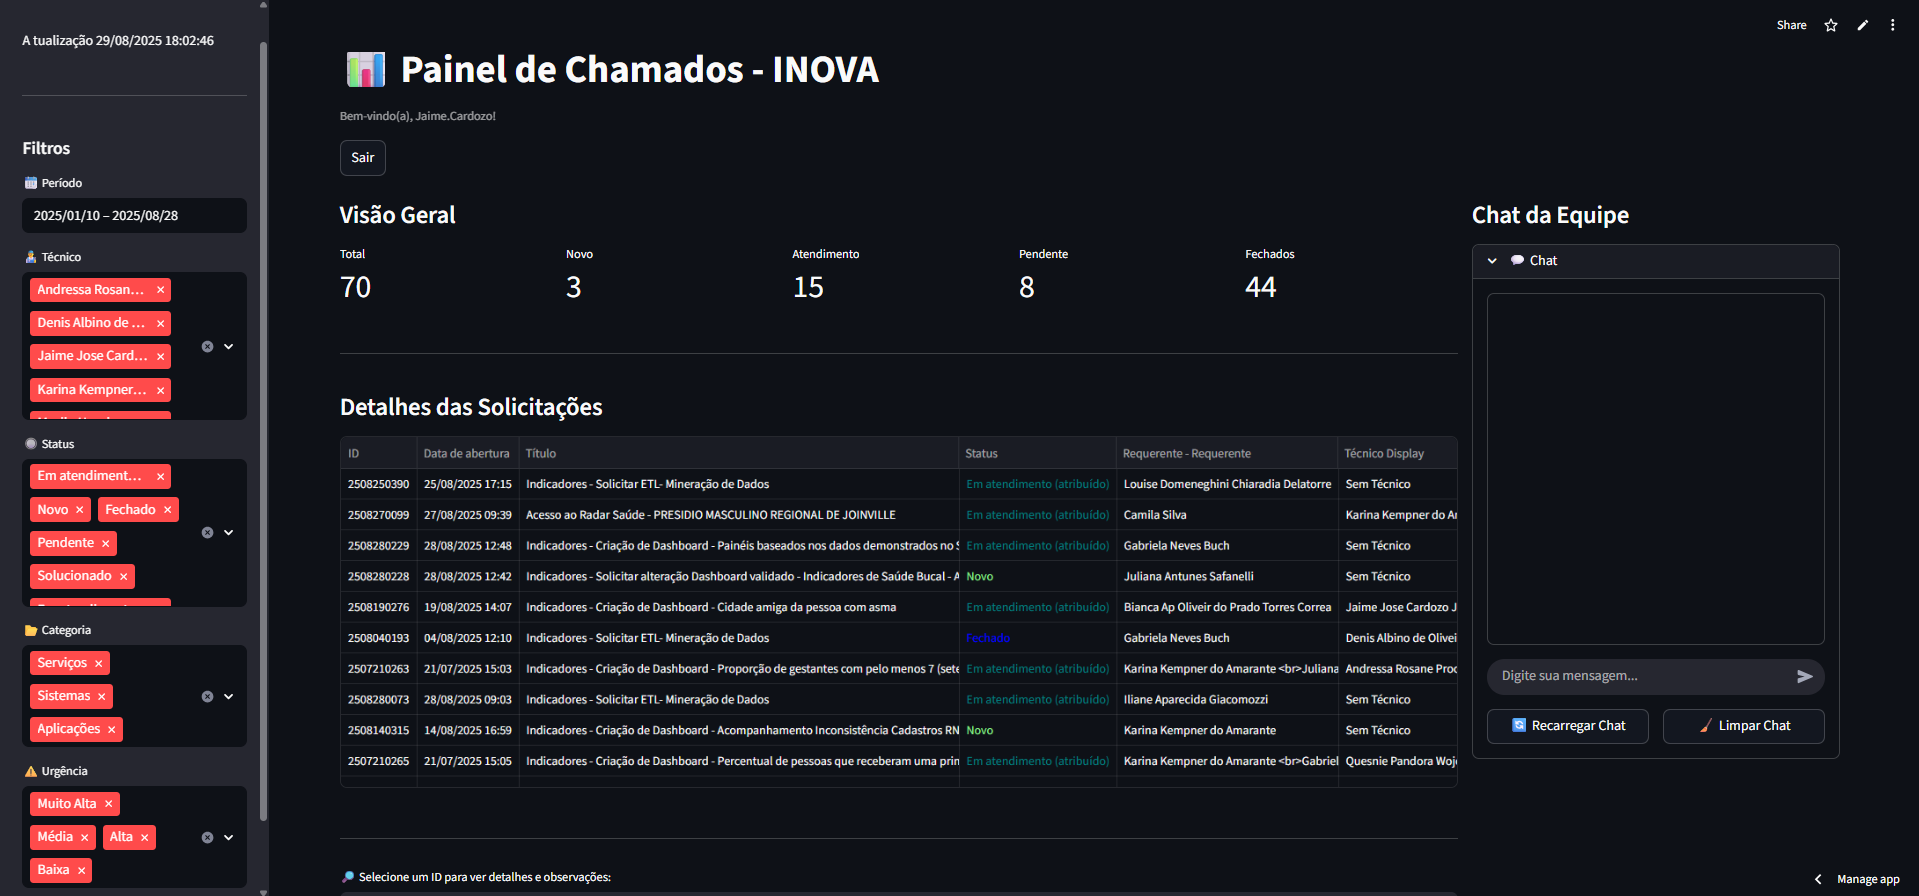 A tualização 29/08/2025 18:02:46
Filtros
Período
2025/01/10 – 2025/08/28
Técnico
Andressa Rosan...
Denis Albino de ...
Jaime Jose Card...
Karina Kempner...
Status
Em atendiment...
Novo
Fechado
Pendente
Solucionado
Categoria
Serviços
Sistemas
Aplicações
Urgência
Muito Alta
Média
Alta
Baixa
Share
Painel de Chamados - INOVA
Bem-vindo(a), Jaime.Cardozo!
Sair
Visão Geral
Total
Novo
Atendimento
Pendente
Fechados
70
3
15
8
44
Detalhes das Solicitações
ID Data de abertura Título Status Requerente - Requerente Técnico Display
2508250390 25/08/2025 17:15 Indicadores - Solicitar ETL- Mineração de Dados Em atendimento (atribuído) Louise Domeneghini Chiaradia Delatorre Sem Técnico
2508270099 27/08/2025 09:39 Acesso ao Radar Saúde - PRESIDIO MASCULINO REGIONAL DE JOINVILLE Em atendimento (atribuído) Camila Silva Karina Kempner do Ar
2508280229 28/08/2025 12:48 Indicadores - Criação de Dashboard - Painéis baseados nos dados demonstrados no S Em atendimento (atribuído) Gabriela Neves Buch Sem Técnico
2508280228 28/08/2025 12:42 Indicadores - Solicitar alteração Dashboard validado - Indicadores de Saúde Bucal - A Novo Juliana Antunes Safanelli Sem Técnico
2508190276 19/08/2025 14:07 Indicadores - Criação de Dashboard - Cidade amiga da pessoa com asma Em atendimento (atribuído) Bianca Ap Oliveir do Prado Torres Correa Jaime Jose Cardozo J
2508040193 04/08/2025 12:10 Indicadores - Solicitar ETL- Mineração de Dados Fechado Gabriela Neves Buch Denis Albino de Olivei
2507210263 21/07/2025 15:03 Indicadores - Criação de Dashboard - Proporção de gestantes com pelo menos 7 (sete Em atendimento (atribuído) Karina Kempner do Amarante <br>Juliana Andressa Rosane Proc
2508280073 28/08/2025 09:03 Indicadores - Solicitar ETL- Mineração de Dados Em atendimento (atribuído) Iliane Aparecida Giacomozzi Sem Técnico
2508140315 14/08/2025 16:59 Indicadores - Criação de Dashboard - Acompanhamento Inconsistência Cadastros RN Novo Karina Kempner do Amarante Sem Técnico
2507210265 21/07/2025 15:05 Indicadores - Criação de Dashboard - Percentual de pessoas que receberam uma prin Em atendimento (atribuído) Karina Kempner do Amarante <br>Gabriel Quesnie Pandora Woj
Selecione um ID para ver detalhes e observações:
Chat da Equipe
Chat
Digite sua mensagem...
Recarregar Chat
Limpar Chat
Manage app